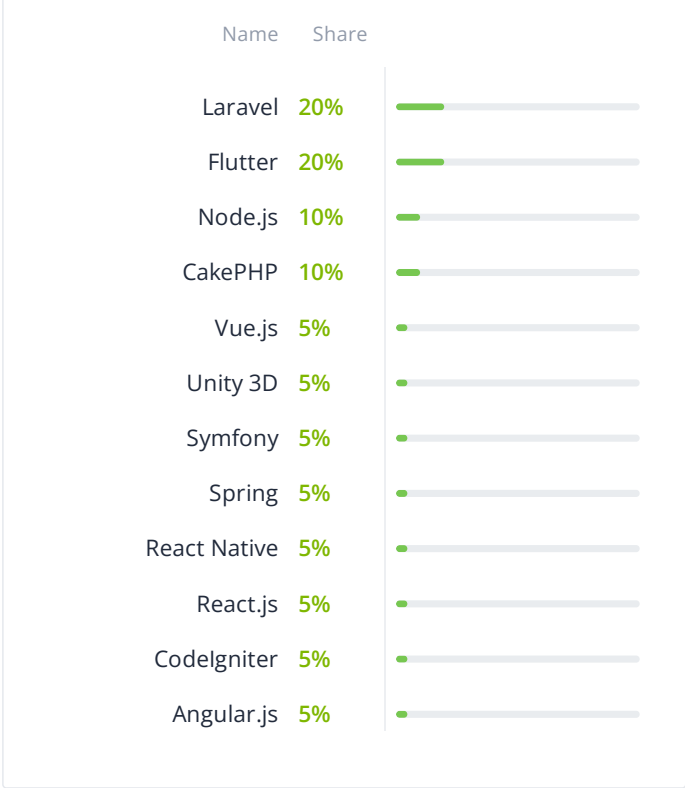 Name Share
Laravel 20%
Flutter 20%
Node.js 10%
CakePHP 10%
Vue.js 5%
Unity 3D 5%
Symfony 5%
Spring 5%
React Native 5%
React.js 5%
CodeIgniter 5%
Angular.js 5%